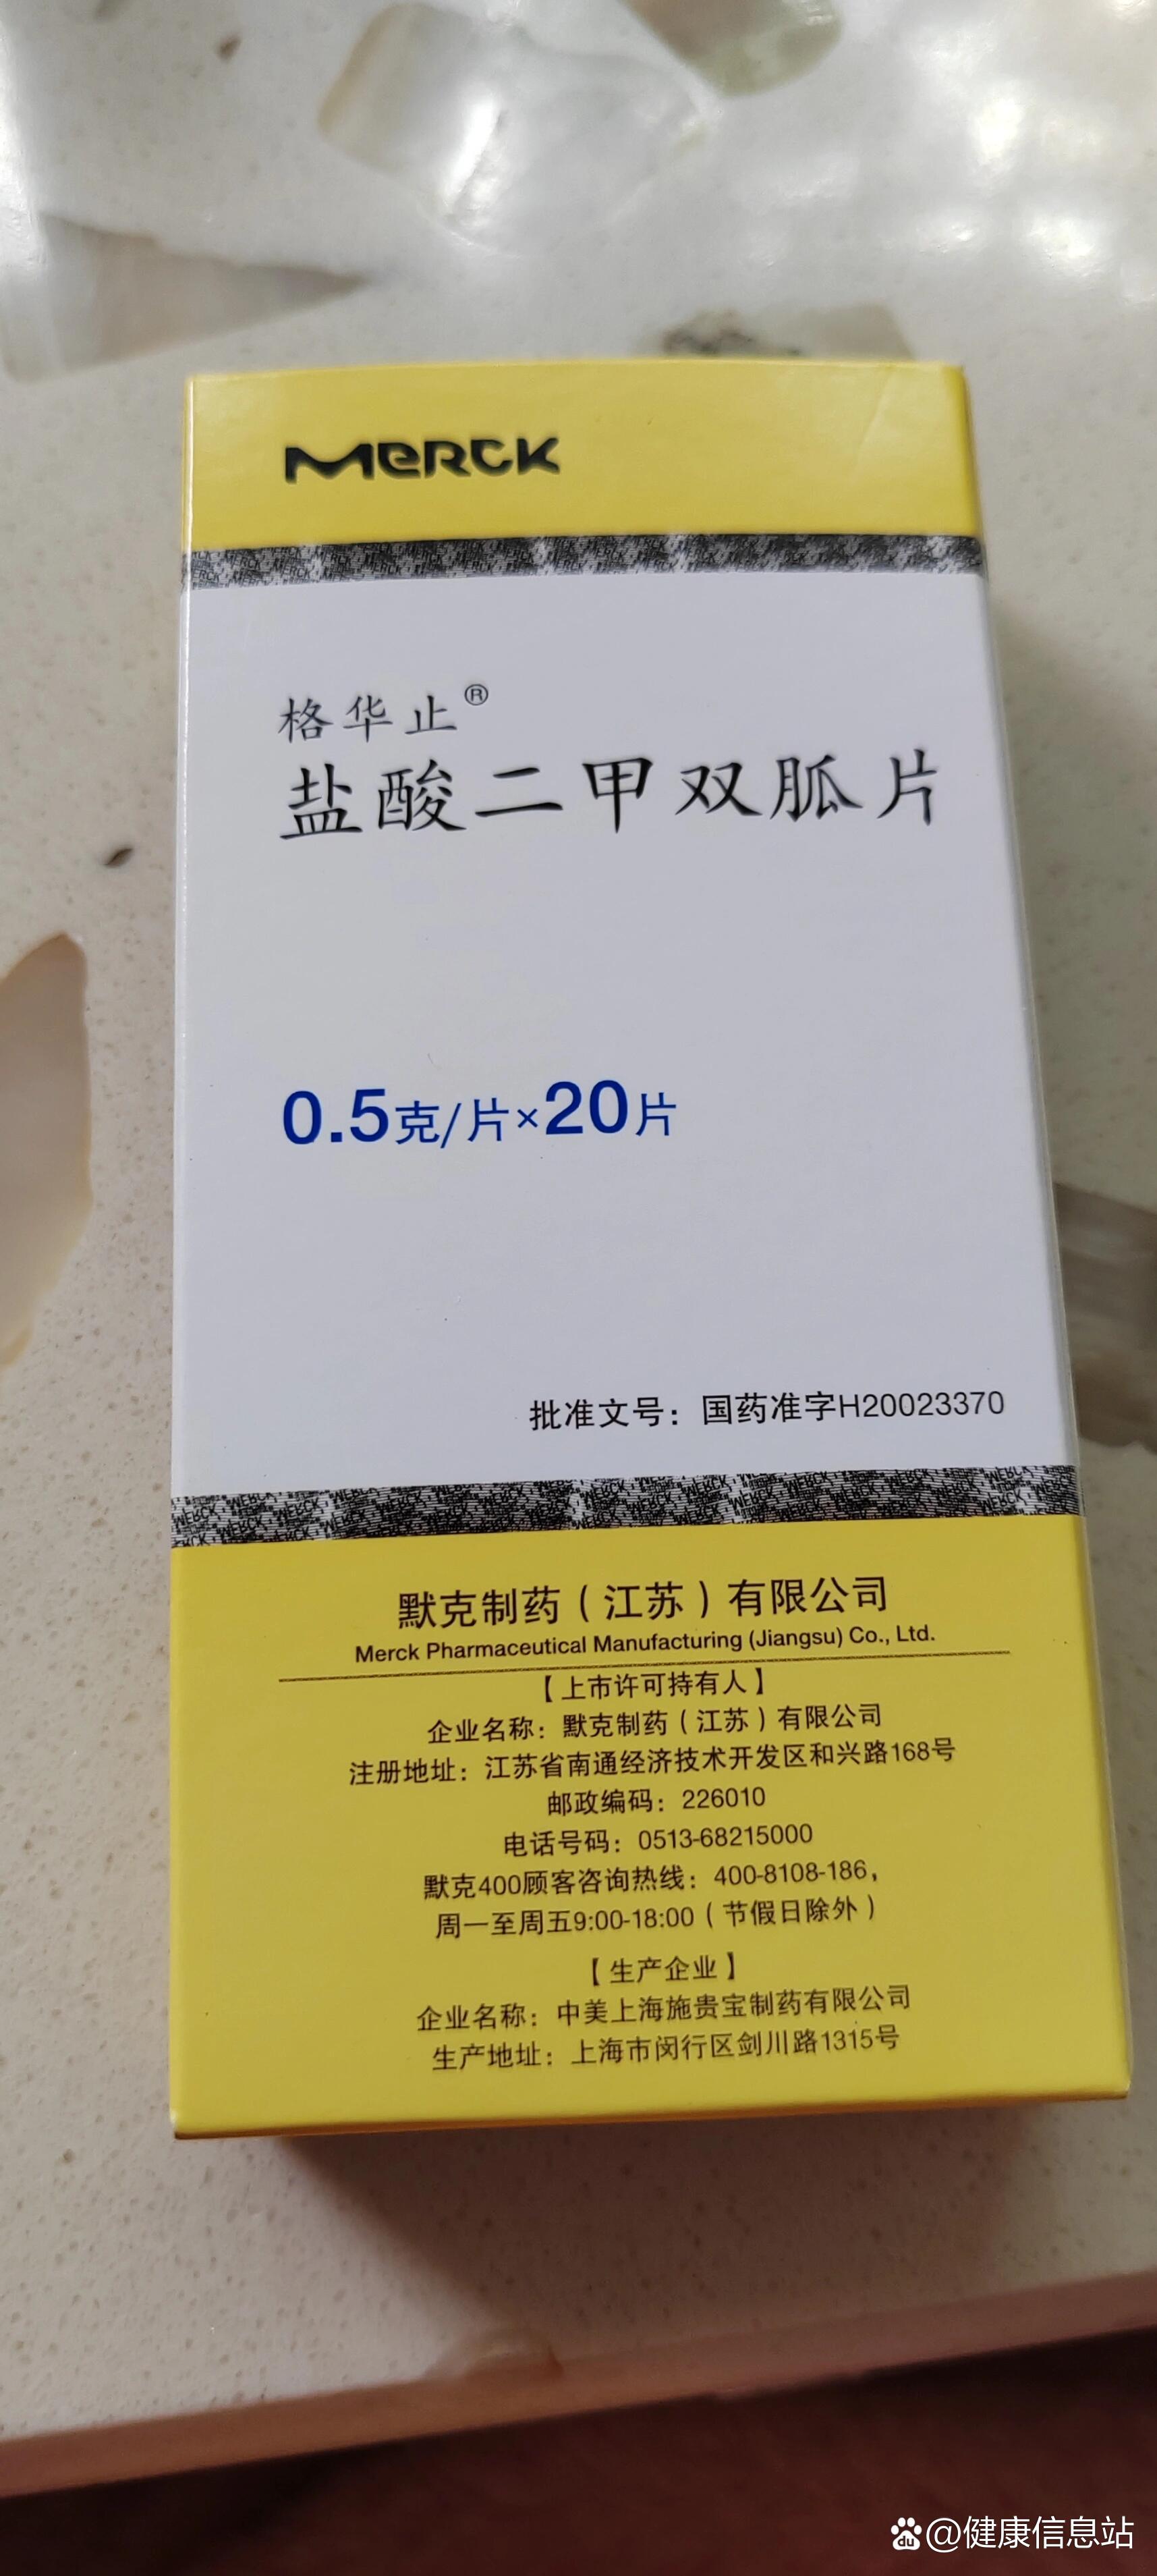 MERCK
格华止®
盐酸二甲双胍片
0.5克/片×20片
批准文号：国药准字H20023370
默克制药（江苏）有限公司
Merck Pharmaceutical Manufacturing (Jiangsu) Co., Ltd.
【上市许可持有人】
企业名称：默克制药（江苏）有限公司
注册地址：江苏省南通经济技术开发区和兴路168号
邮政编码：226010
电话号码：0513-68215000
默克400顾客咨询热线：400-8108-186，
周一至周五9:00-18:00（节假日除外）
【生产企业】
企业名称：中美上海施贵宝制药有限公司
生产地址：上海市闵行区剑川路1315号
du @健康信息站